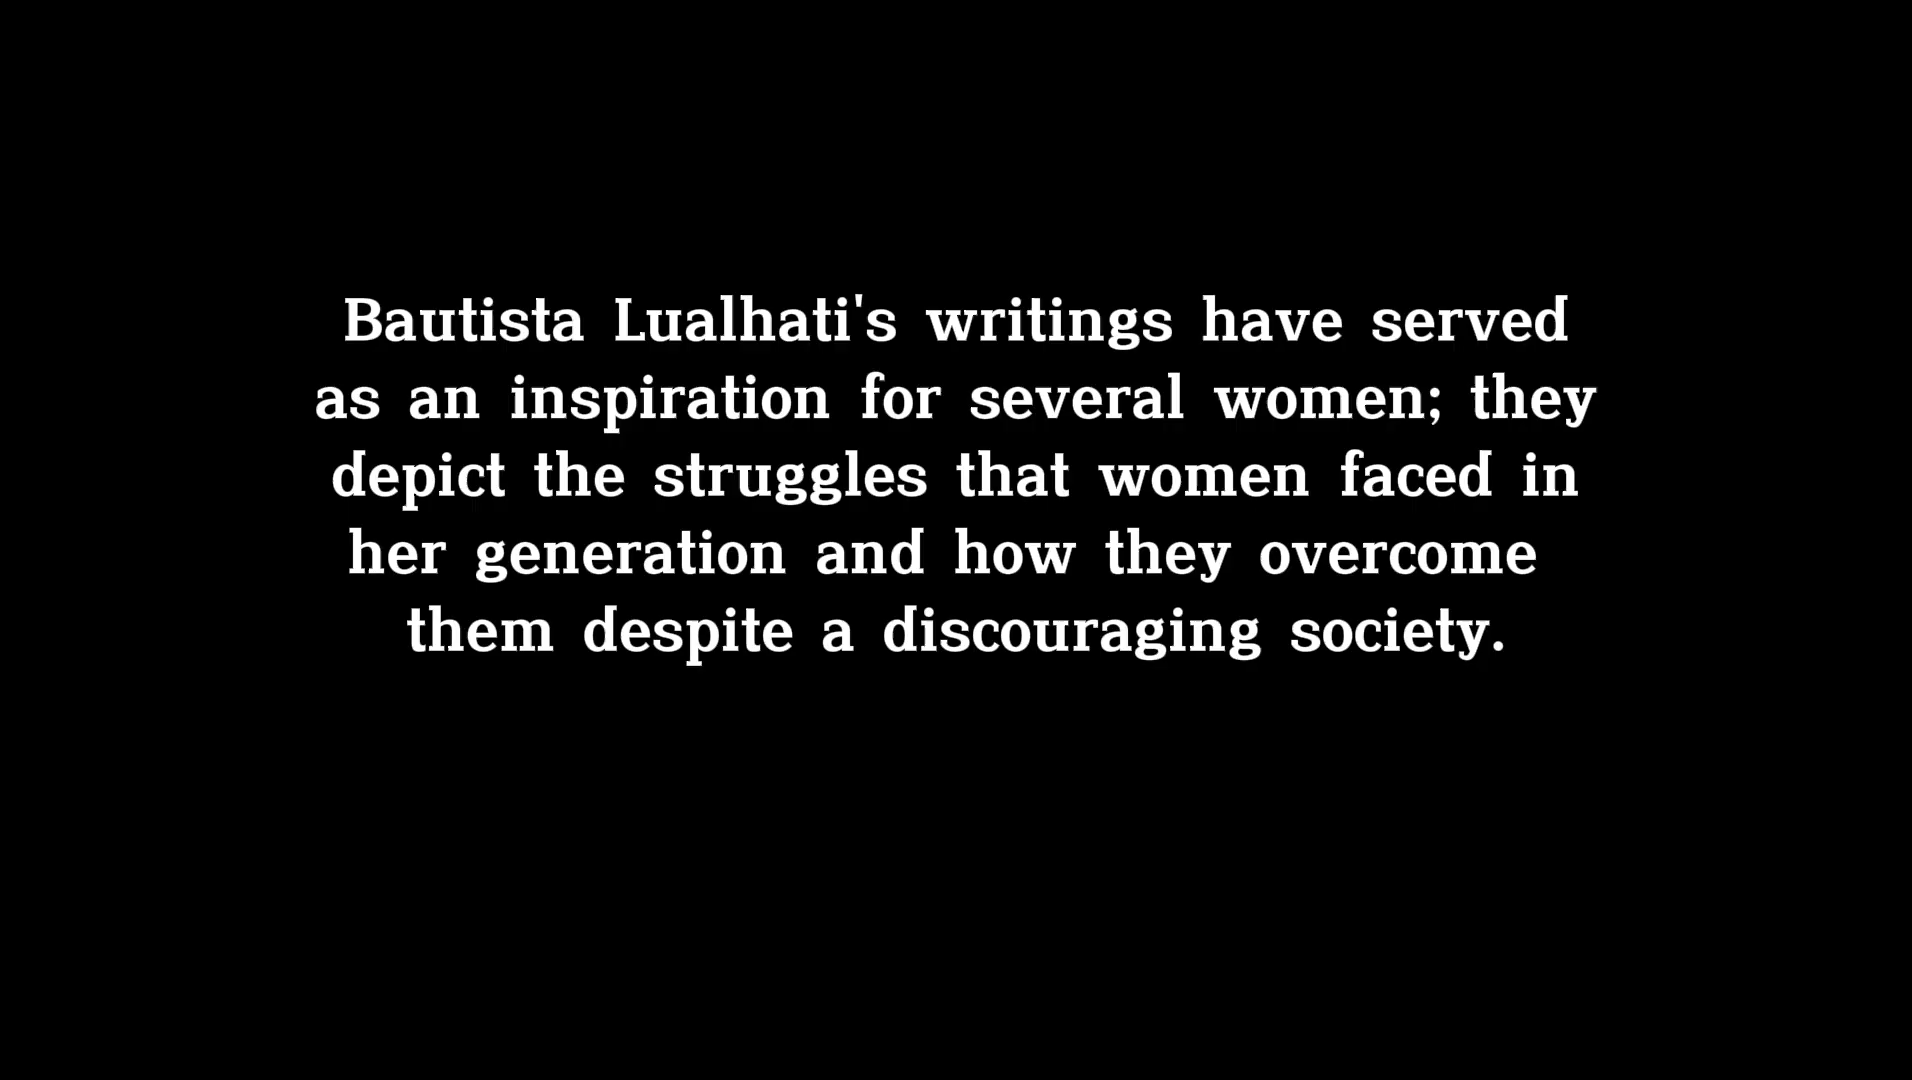 Bautista Lualhati's writings have served
as an inspiration for several women; they
depict the struggles that women faced in
her generation and how they overcome
them despite a discouraging society.